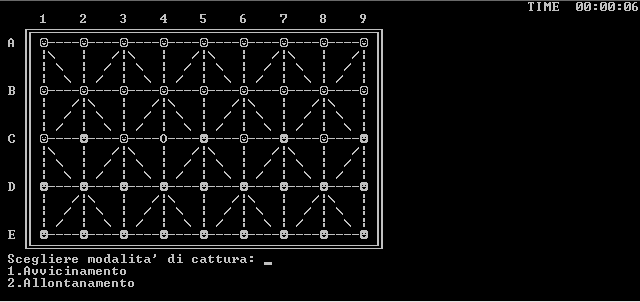 TIME 00:00:06
1 2 3 4 5 6 7 8 9
A
B
C O
D
E
Scegliere modalita' di cattura: _
1.Avvicinamento
2.Allontanamento